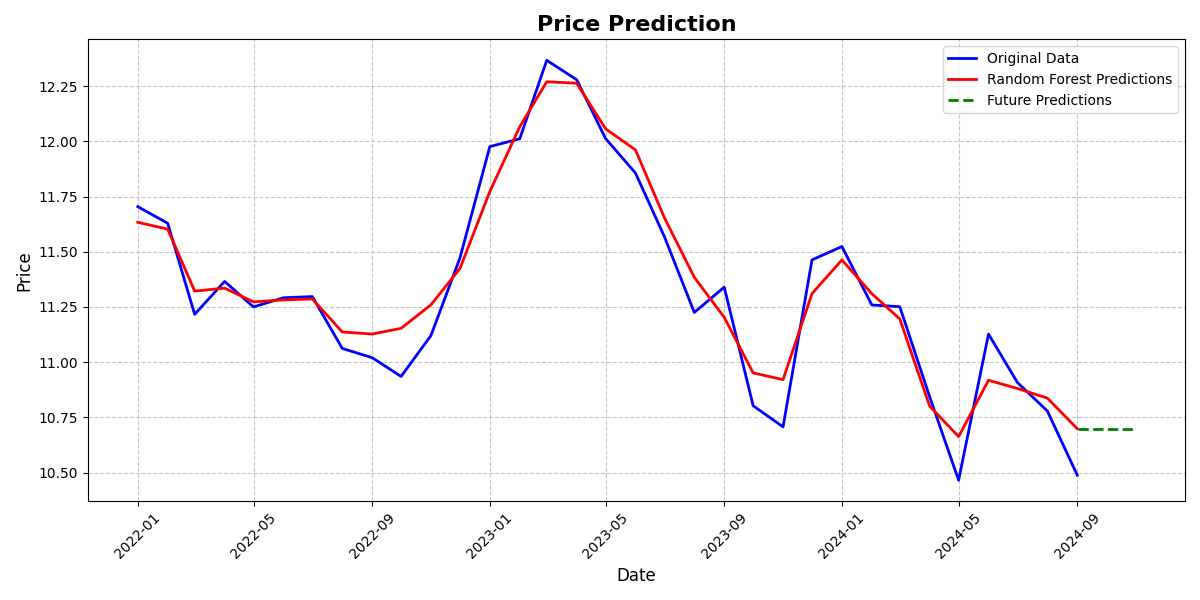 Price Prediction
Original Data
Random Forest Predictions
Future Predictions
Price
12.25
12.00
11.75
11.50
11.25
11.00
10.75
10.50
2022-01
2022-05
2022-09
2023-01
2023-05
2023-09
2024-01
2024-05
2024-09
Date